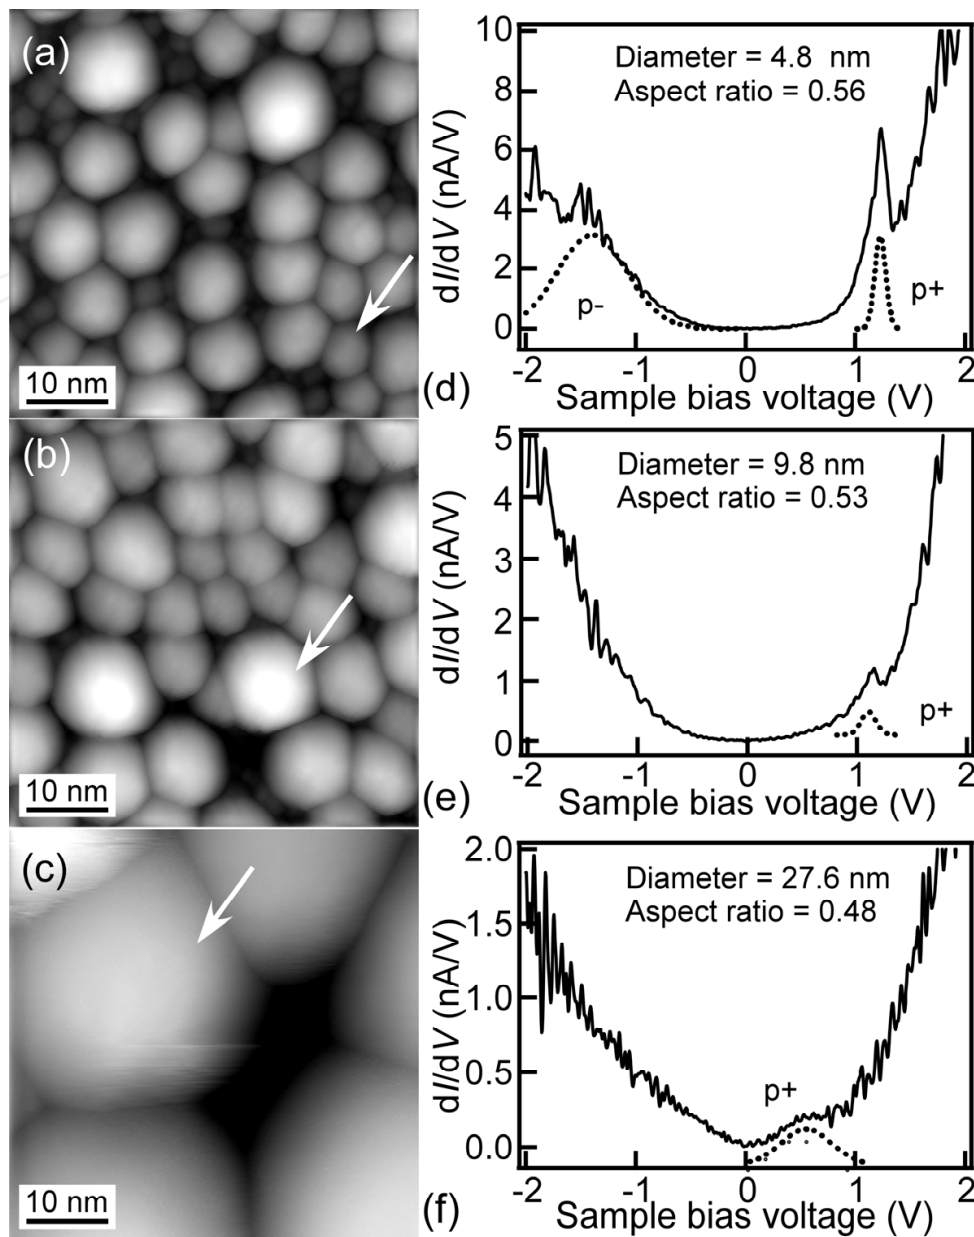 (a)
10 nm
(d)
10
8
6
4
2
0
dI/dV (nA/V)
Diameter = 4.8 nm
Aspect ratio = 0.56
p-
p+
-2
-1
0
1
2
Sample bias voltage (V)
(b)
10 nm
(e)
5
4
3
2
1
0
dI/dV (nA/V)
Diameter = 9.8 nm
Aspect ratio = 0.53
p+
-2
-1
0
1
2
Sample bias voltage (V)
(c)
10 nm
(f)
2.0
1.5
1.0
0.5
0.0
dI/dV (nA/V)
Diameter = 27.6 nm
Aspect ratio = 0.48
p+
-2
-1
0
1
2
Sample bias voltage (V)